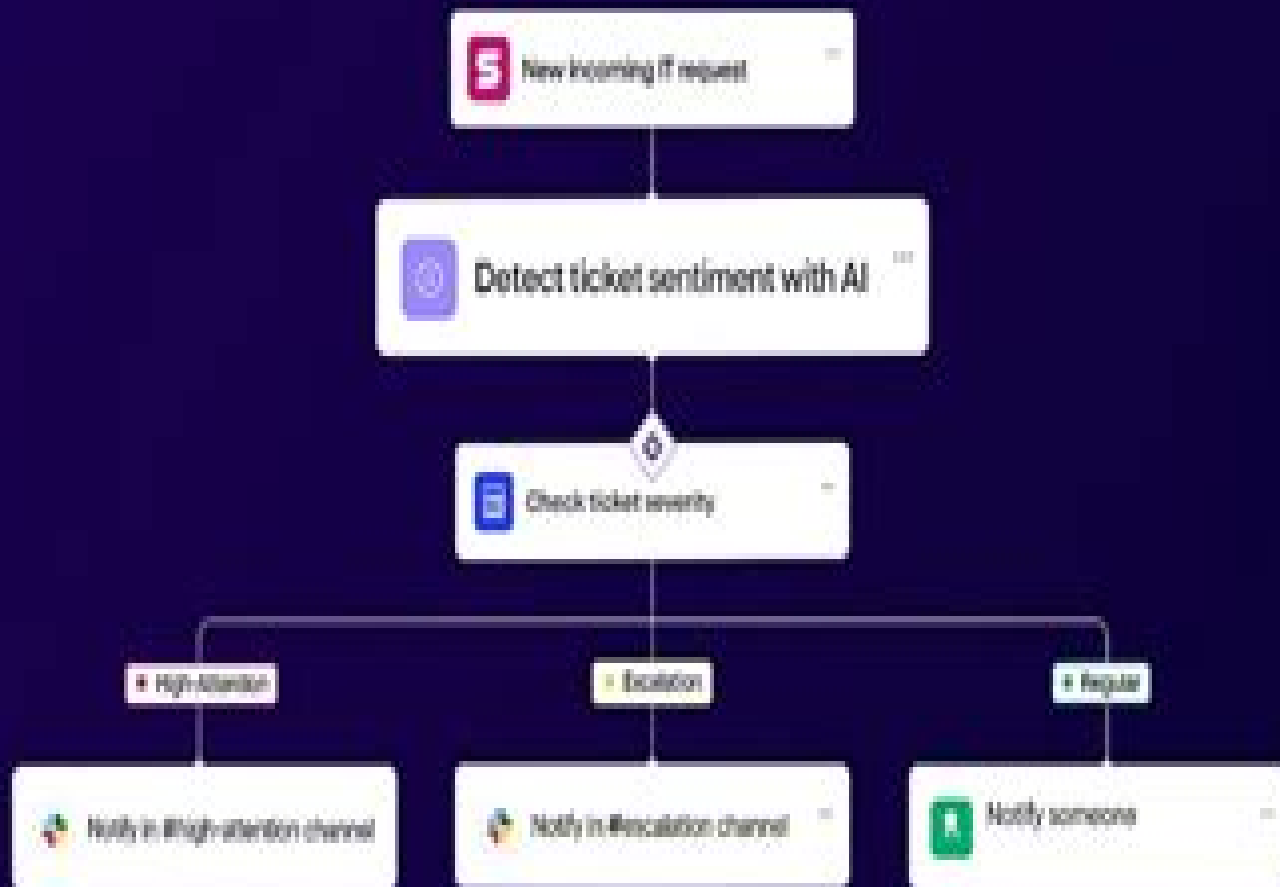 New incoming IT request
Detect ticket sentiment with AI
Check ticket severity
High-Attention
Escalation
Regular
Notify in #high-attention channel
Notify in #escalation channel
Notify someone